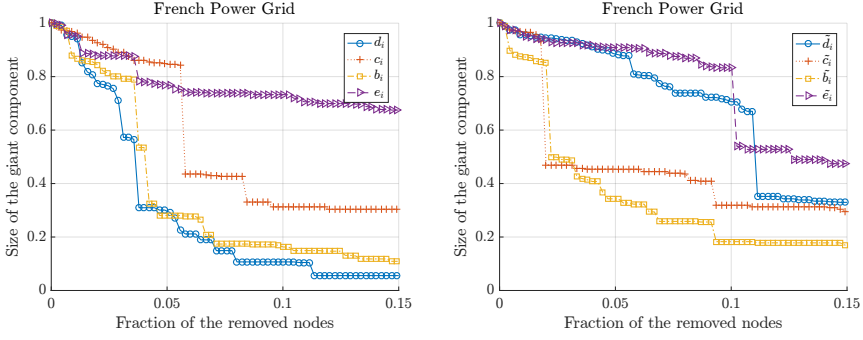 French Power Grid
Size of the giant component
1
0.8
0.6
0.4
0.2
0
0
0.05
0.1
0.15
Fraction of the removed nodes
d_i
c_i
b_i
e_i
French Power Grid
Size of the giant component
1
0.8
0.6
0.4
0.2
0
0
0.05
0.1
0.15
Fraction of the removed nodes
d̃_i
c̃_i
b̃_i
ẽ_i